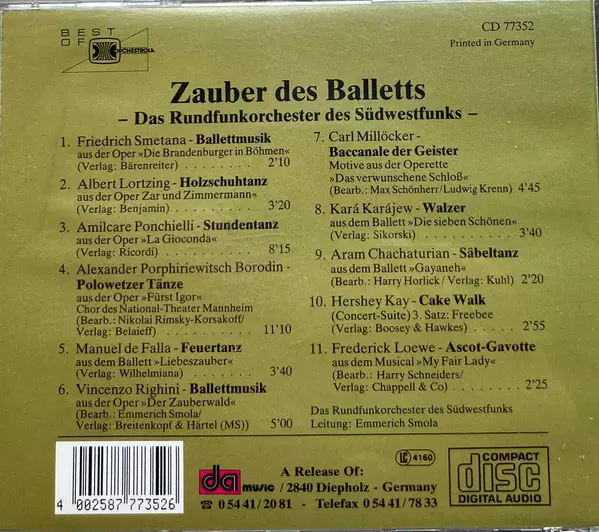 BEST
OF
ORCHESTROLA
CD 77352
Printed in Germany
Zauber des Balletts
– Das Rundfunkorchester des Südwestfunks –
1. Friedrich Smetana - Ballettmusik
aus der Oper »Die Brandenburger in Böhmen«
(Verlag: Bärenreiter) . . . . . . . . . . 2'10
2. Albert Lortzing - Holzschuhtanz
aus der Oper Zar und Zimmermann«
(Verlag: Benjamin) . . . . . . . . . . 3'20
3. Amilcare Ponchielli - Stundentanz
aus der Oper »La Gioconda«
(Verlag: Ricordi) . . . . . . . . . . 8'15
4. Alexander Porphiriewitsch Borodin -
Polowetzer Tänze
aus der Oper »Fürst Igor«
Chor des National-Theater Mannheim
(Bearb.: Nikolai Rimsky-Korsakoff/
Verlag: Belaieff) . . . . . . . . . . 11'10
5. Manuel de Falla - Feuertanz
aus dem Ballett »Liebeszauber«
(Verlag: Wilhelmiana) . . . . . . . 3'40
6. Vincenzo Righini - Ballettmusik
aus der Oper »Der Zauberwald«
(Bearb.: Emmerich Smola/
Verlag: Breitenkopf & Härtel (MS)) . . 5'00
7. Carl Millöcker -
Baccanale der Geister
Motive aus der Operette
»Das verwunschene Schloß«
(Bearb.: Max Schönherr/Ludwig Krenn) . 4'45
8. Kará Karájew - Walzer
aus dem Ballett »Die sieben Schönen«
(Verlag: Sikorski) . . . . . . . . . . 3'40
9. Aram Chachaturian - Säbeltanz
aus dem Ballett »Gayaneh«
(Bearb.: Harry Horlick/Verlag: Kuhl) . . 2'20
10. Hershey Kay - Cake Walk
(Concert-Suite) 3. Satz: Freebee
(Verlag: Boosey & Hawkes) . . . . . . 2'55
11. Frederick Loewe - Ascot-Gavotte
aus dem Musical »My Fair Lady«
(Bearb.: Harry Schneiders/
Verlag: Chappell & Co) . . . . . . . 2'25
Das Rundfunkorchester des Südwestfunks
Leitung: Emmerich Smola
4 002587 773526
A Release Of:
da music / 2840 Diepholz - Germany
☎ 0 54 41/20 81 - Telefax 0 54 41/78 33
LC 4160
COMPACT
disc
DIGITAL AUDIO